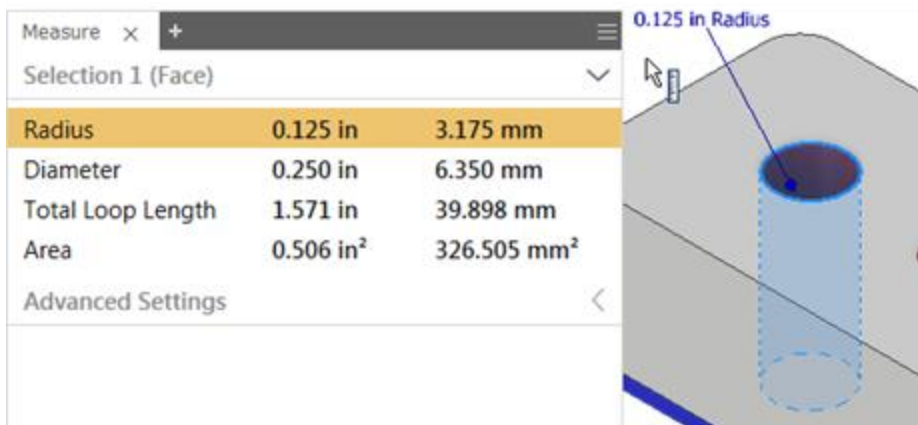 Measure
Selection 1 (Face)
Radius 0.125 in 3.175 mm
Diameter 0.250 in 6.350 mm
Total Loop Length 1.571 in 39.898 mm
Area 0.506 in² 326.505 mm²
Advanced Settings
0.125 in Radius